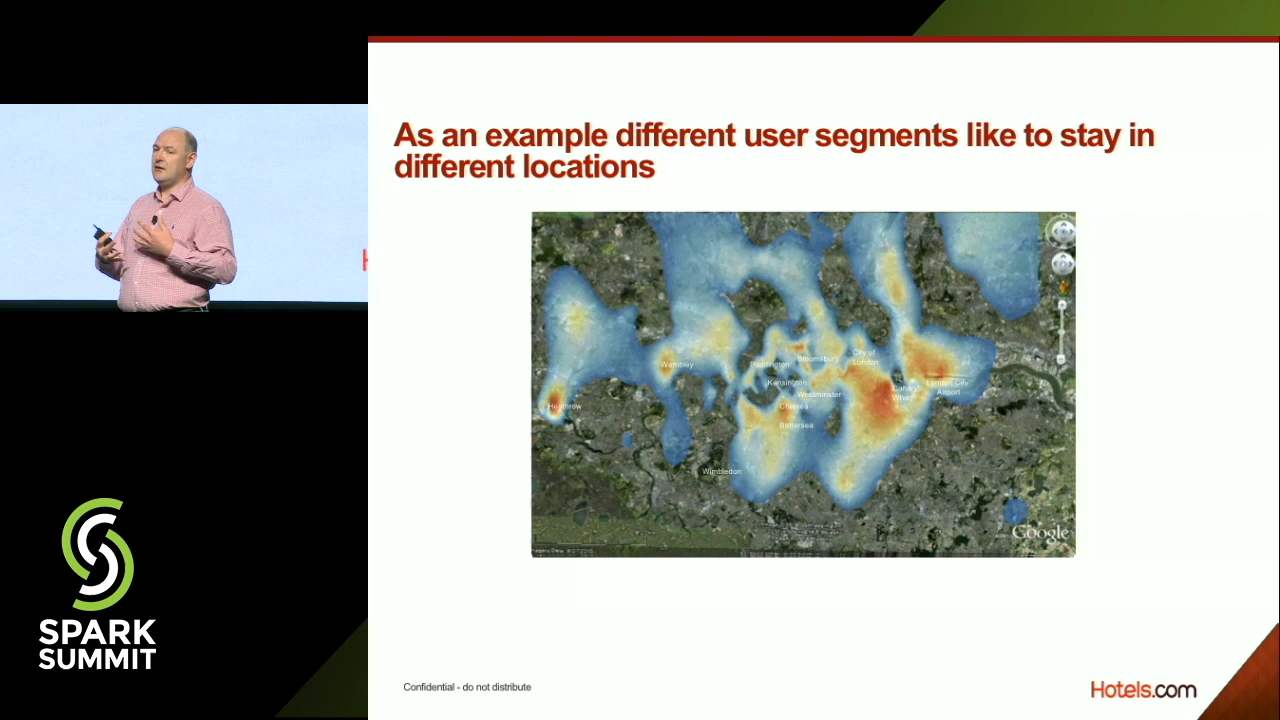 As an example different user segments like to stay in
different locations
Wembley
Paddington
Bloomsbury
City of
London
Kensington
Westminster
Canary
Wharf
London City
Airport
Heathrow
Chelsea
Battersea
Wimbledon
Google
SPARK
SUMMIT
Confidential - do not distribute
Hotels.com